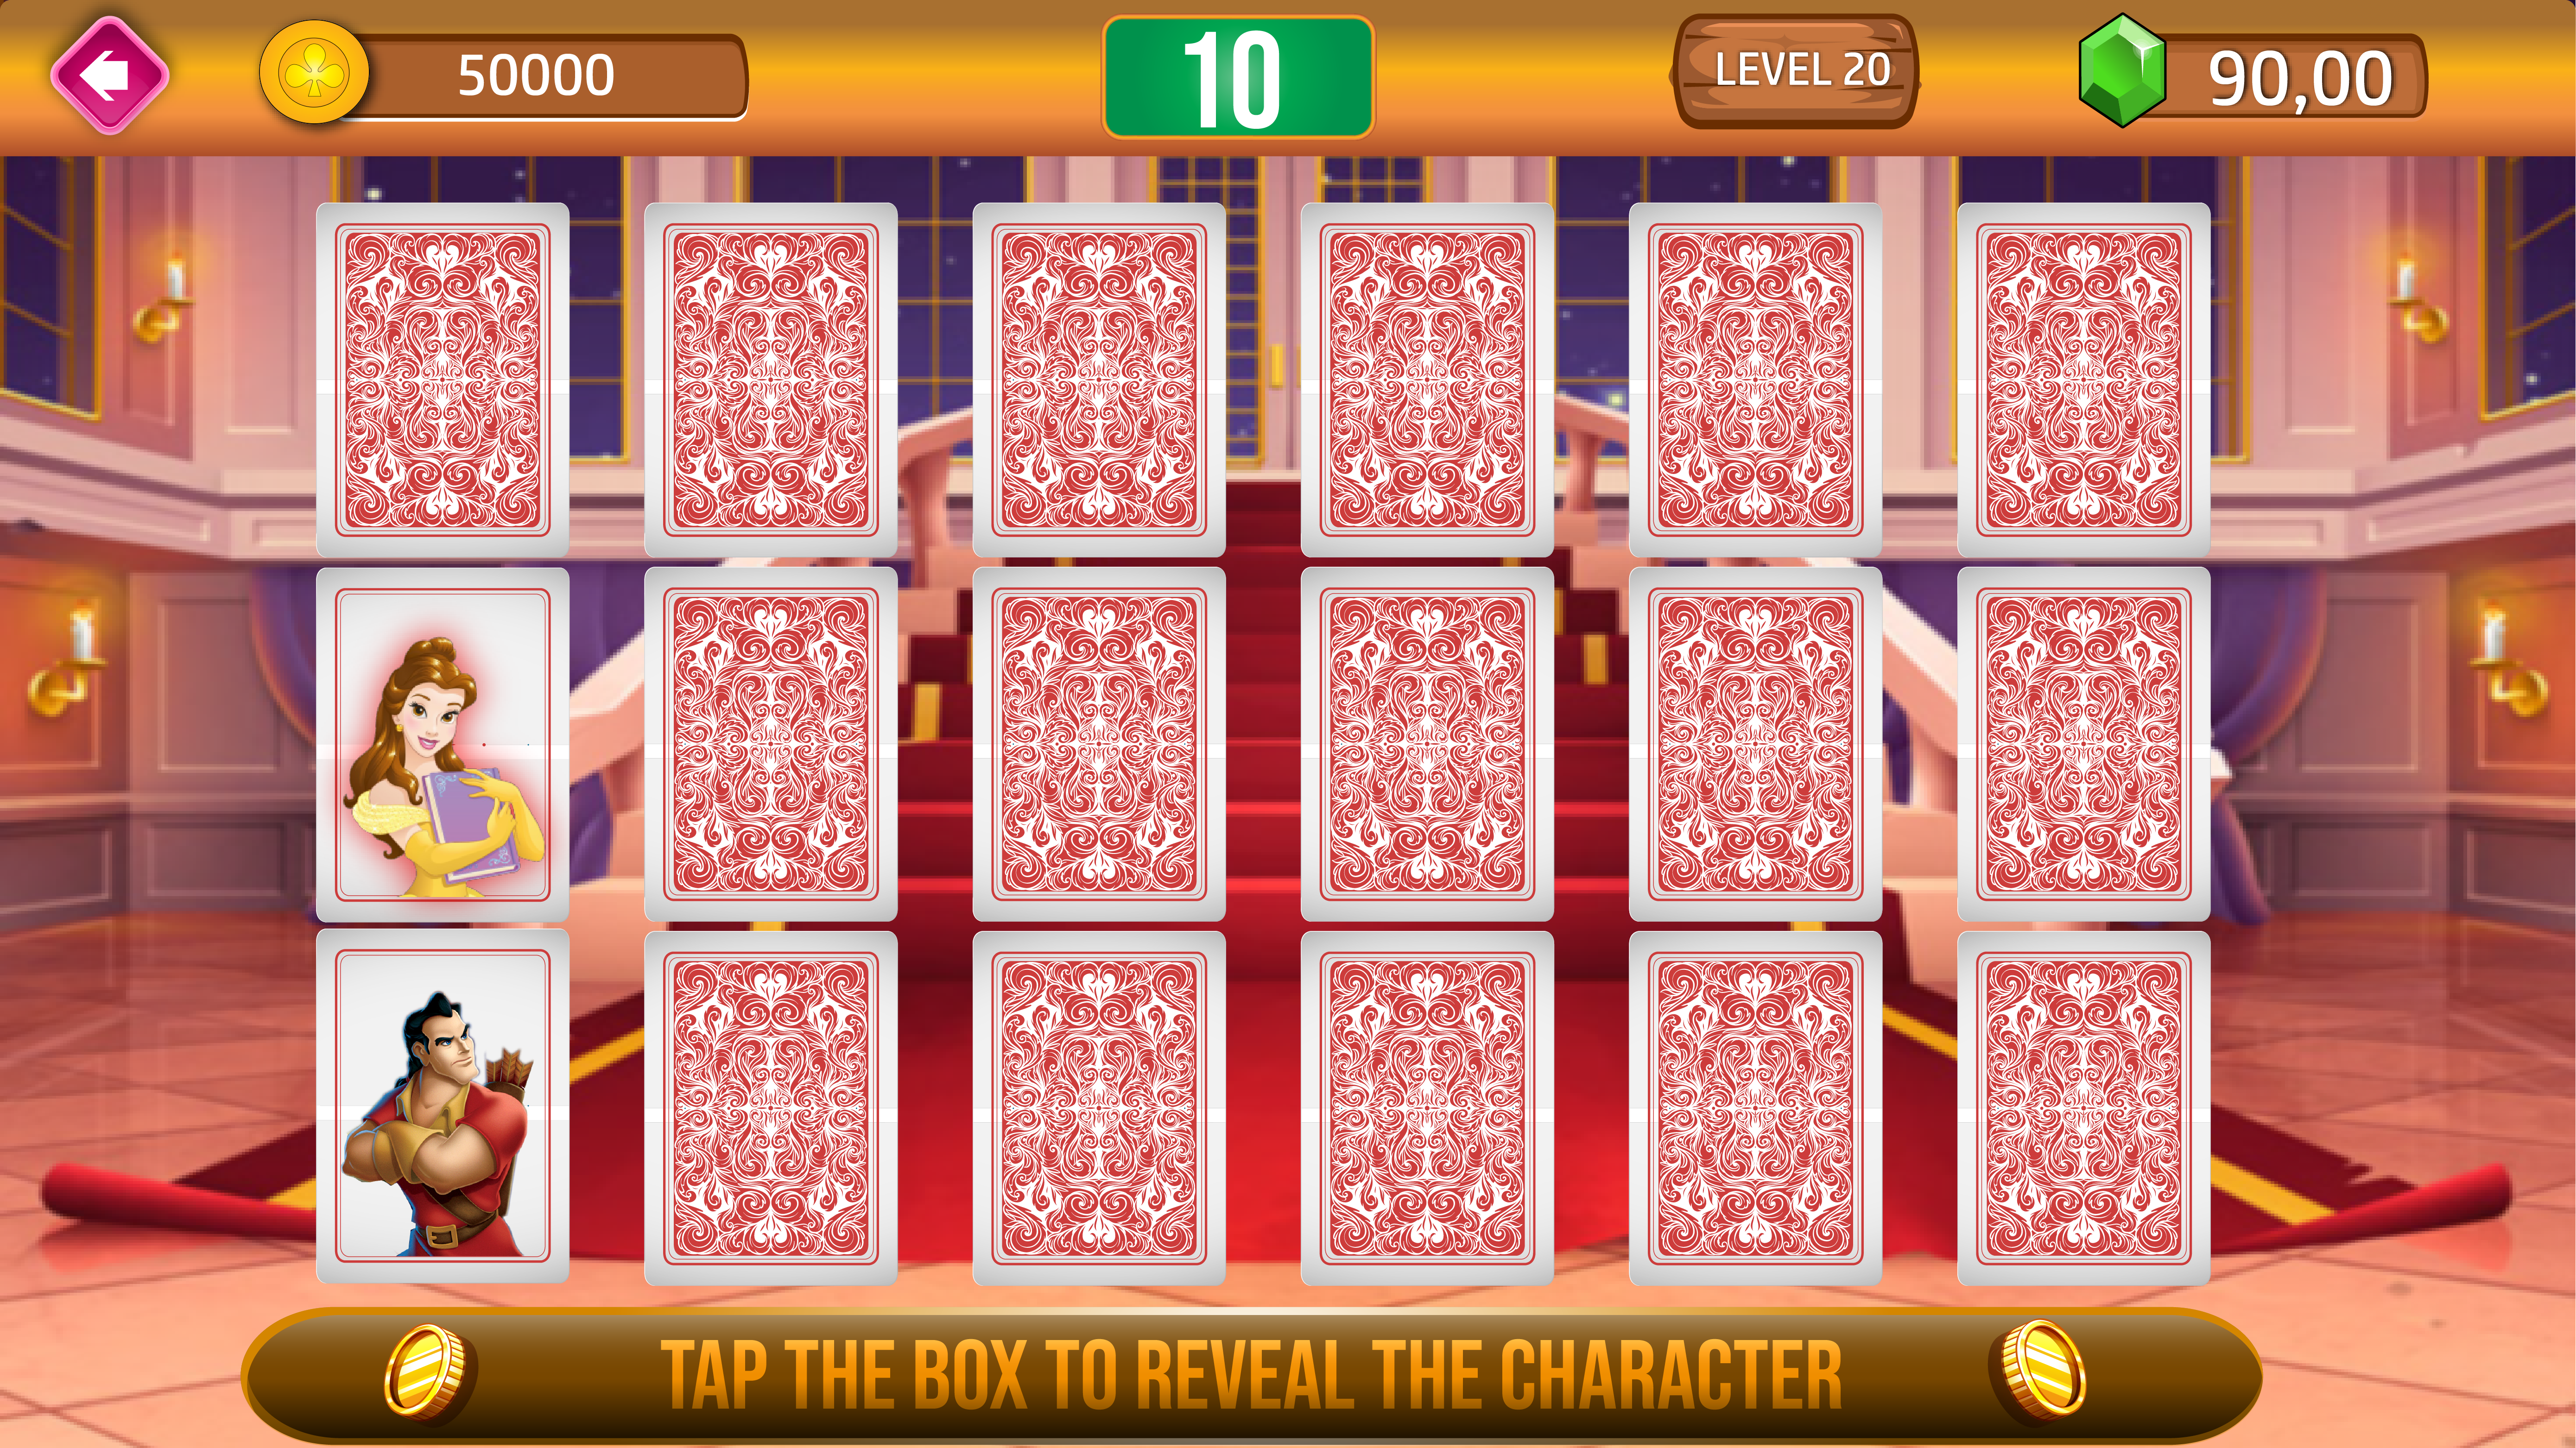 50000
10
LEVEL 20
90,00
TAP THE BOX TO REVEAL THE CHARACTER